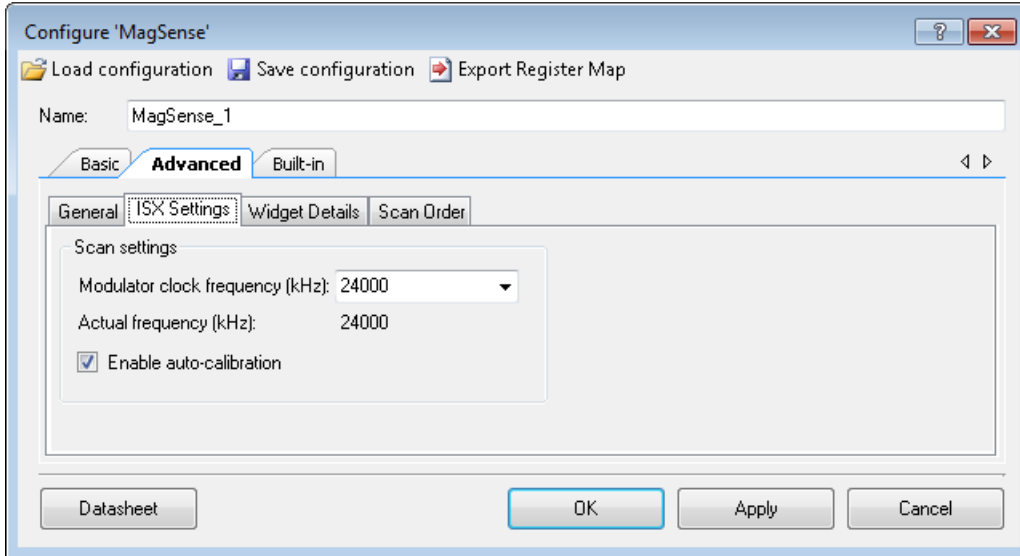 Configure 'MagSense'
Load configuration Save configuration Export Register Map
Name: MagSense_1
Basic Advanced Built-in
General ISX Settings Widget Details Scan Order
Scan settings
Modulator clock frequency (kHz): 24000
Actual frequency (kHz): 24000
Enable auto-calibration
Datasheet OK Apply Cancel